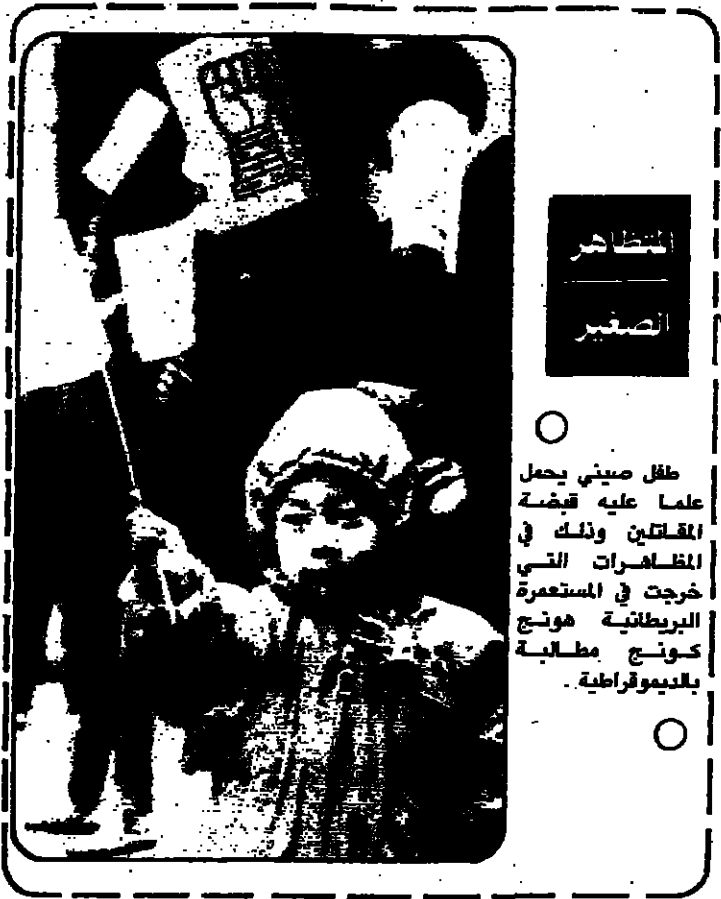 المتظاهر
الصغير
طفل صيني يحمل
علما عليه قبضة
المقاتلين وذلك في
المظاهرات التي
خرجت في المستعمرة
البريطانية هونج
كونج مطالبة
بالديموقراطية .